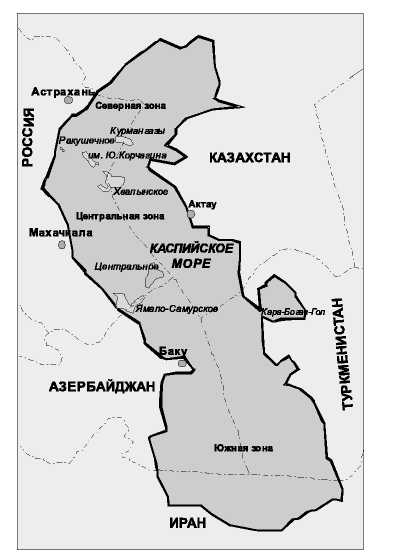 Астрахань
Северная зона
РОССИЯ
Курмангазы
Ракушечное
им. Ю.Корчагина
КАЗАХСТАН
Хвалынское
Актау
Центральная зона
Махачкала
КАСПИЙСКОЕ
МОРЕ
Центральное
Ямало-Самурское
Кара-Богаз-Гол
ТУРКМЕНИСТАН
Баку
АЗЕРБАЙДЖАН
Южная зона
ИРАН